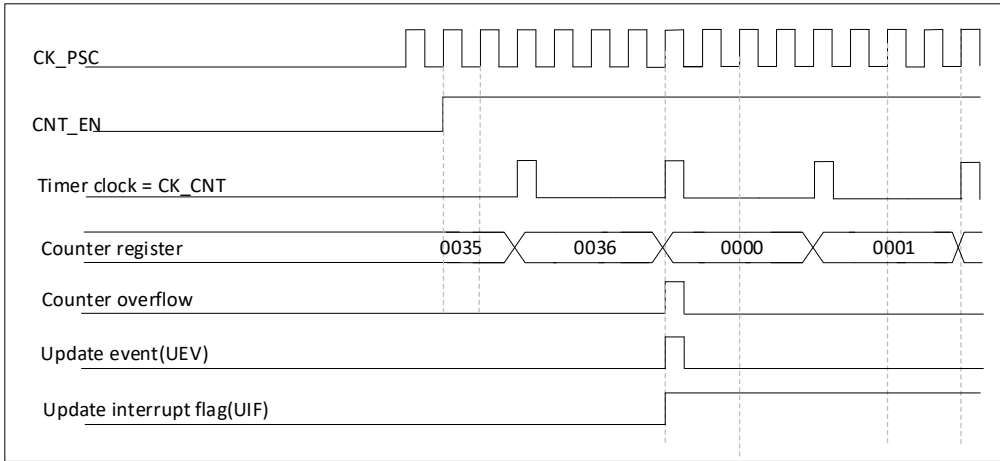 CK_PSC
CNT_EN
Timer clock = CK_CNT
Counter register 0035 0036 0000 0001
Counter overflow
Update event(UEV)
Update interrupt flag(UIF)